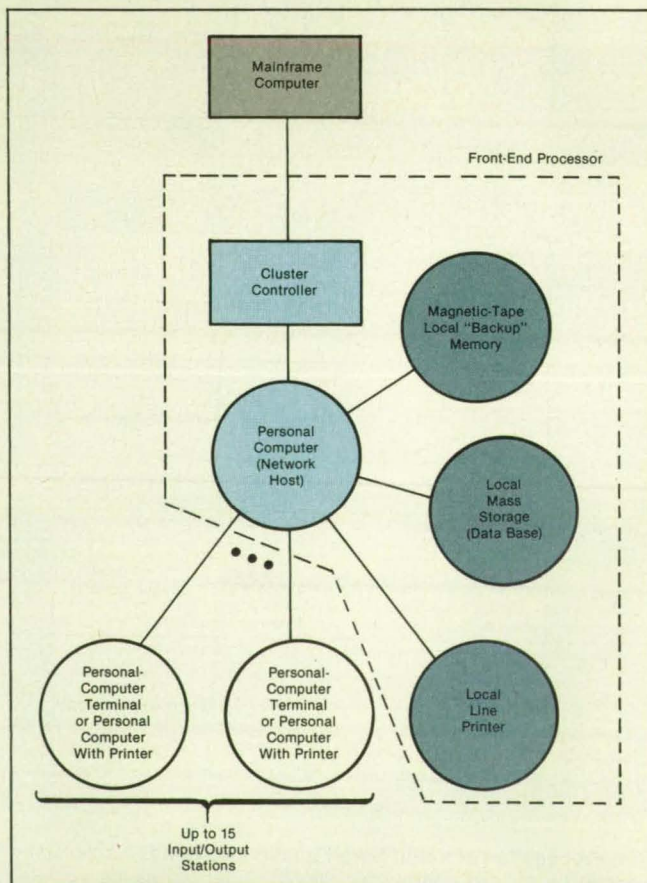 Mainframe
Computer
Front-End Processor
Cluster
Controller
Magnetic-Tape
Local "Backup"
Memory
Personal
Computer
(Network
Host)
Local
Mass
Storage
(Data Base)
Personal-
Computer
Terminal
or Personal
Computer
With Printer
Personal-
Computer
Terminal
or Personal
Computer
With Printer
Local
Line
Printer
Up to 15
Input/Output
Stations